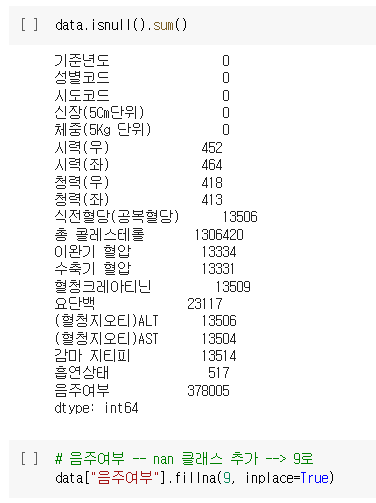 [ ] data.isnull().sum()
기준년도 0
성별코드 0
시도코드 0
신장(5Cm단위) 0
체중(5Kg 단위) 0
시력(우) 452
시력(좌) 464
청력(우) 418
청력(좌) 413
식전혈당(공복혈당) 13506
총 콜레스테롤 1306420
이완기 혈압 13334
수축기 혈압 13331
혈청크레아티닌 13509
요단백 23117
(혈청지오티)ALT 13506
(혈청지오티)AST 13504
감마 지티피 13514
흡연상태 517
음주여부 378005
dtype: int64
[ ] # 음주여부 -- nan 클래스 추가 --> 9로
data["음주여부"].fillna(9, inplace=True)